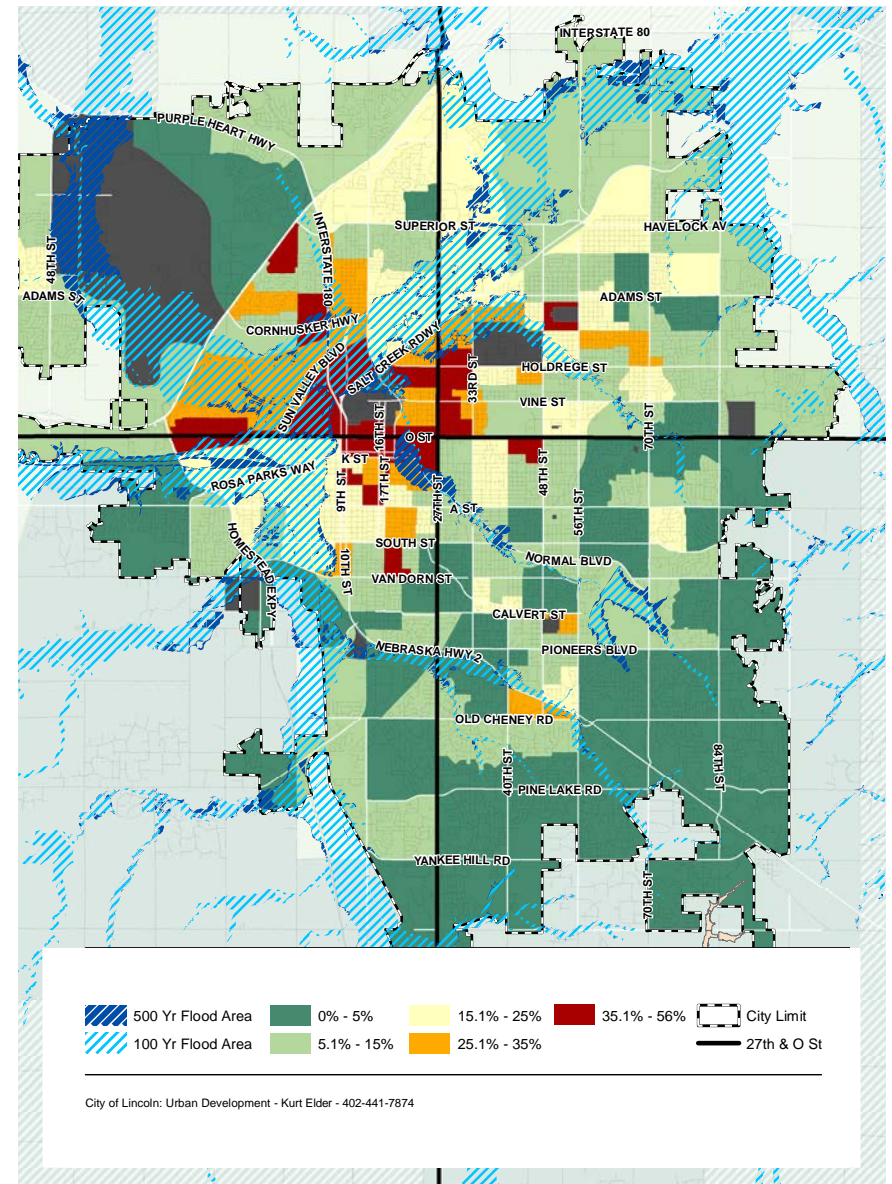 INTERSTATE 80
PURPLE HEART HWY
INTERSTATE 180
SUPERIOR ST
HAVELOCK AV
48TH ST
ADAMS ST
ADAMS ST
CORNHUSKER HWY
SUN VALLEY BLVD
SALT CREEK RDWY
33RD ST
HOLDREGE ST
VINE ST
16TH ST
70TH ST
O ST
K ST
ROSA PARKS WAY
9TH ST
17TH ST
27TH ST
48TH ST
56TH ST
A ST
HOMESTEAD EXPY
SOUTH ST
10TH ST
NORMAL BLVD
VAN DORN ST
CALVERT ST
NEBRASKA HWY 2
PIONEERS BLVD
OLD CHENEY RD
40TH ST
84TH ST
PINE LAKE RD
YANKEE HILL RD
70TH ST
500 Yr Flood Area
0% - 5%
15.1% - 25%
35.1% - 56%
City Limit
100 Yr Flood Area
5.1% - 15%
25.1% - 35%
27th & O St
City of Lincoln: Urban Development - Kurt Elder - 402-441-7874